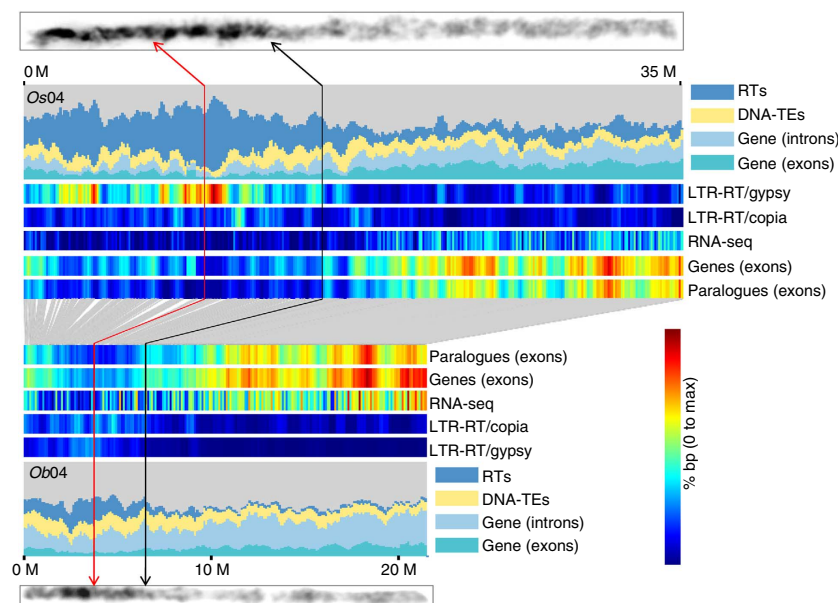 0 M 35 M
Os04
RTs
DNA-TEs
Gene (introns)
Gene (exons)
LTR-RT/gypsy
LTR-RT/copia
RNA-seq
Genes (exons)
Paralogues (exons)
Paralogues (exons)
Genes (exons)
RNA-seq
LTR-RT/copia
LTR-RT/gypsy
% bp (0 to max)
Ob04
RTs
DNA-TEs
Gene (introns)
Gene (exons)
0 M 10 M 20 M